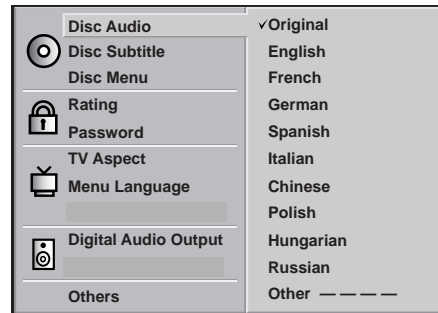 Disc Audio
Disc Subtitle
Disc Menu
Rating
Password
TV Aspect
Menu Language
Digital Audio Output
Others
✓Original
English
French
German
Spanish
Italian
Chinese
Polish
Hungarian
Russian
Other — — — —